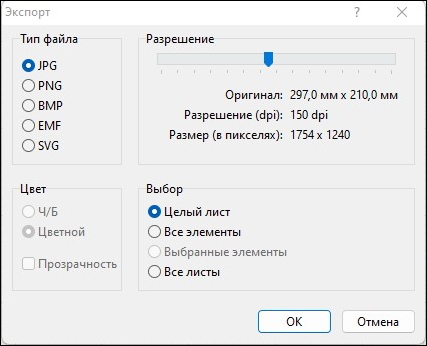 Экспорт
?
Тип файла
JPG
PNG
BMP
EMF
SVG
Разрешение
Оригинал: 297,0 мм x 210,0 мм
Разрешение (dpi): 150 dpi
Размер (в пикселях): 1754 x 1240
Цвет
Ч/Б
Цветной
Прозрачность
Выбор
Целый лист
Все элементы
Выбранные элементы
Все листы
OK
Отмена